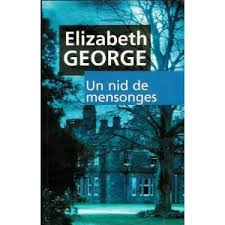 Elizabeth
GEORGE
Un nid de
mensonges